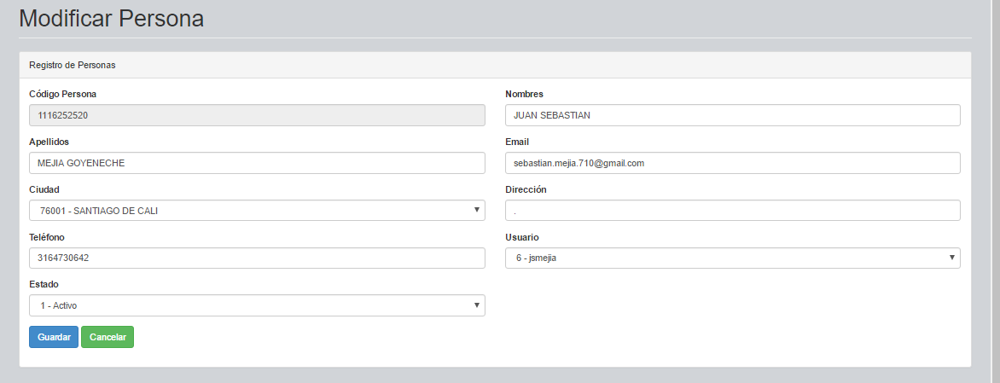 Modificar Persona
Registro de Personas
Código Persona
1116252520
Nombres
JUAN SEBASTIAN
Apellidos
MEJIA GOYENECHE
Email
sebastian.mejia.710@gmail.com
Ciudad
76001 - SANTIAGO DE CALI
Dirección
.
Teléfono
3164730642
Usuario
6 - jsmejia
Estado
1 - Activo
Guardar Cancelar